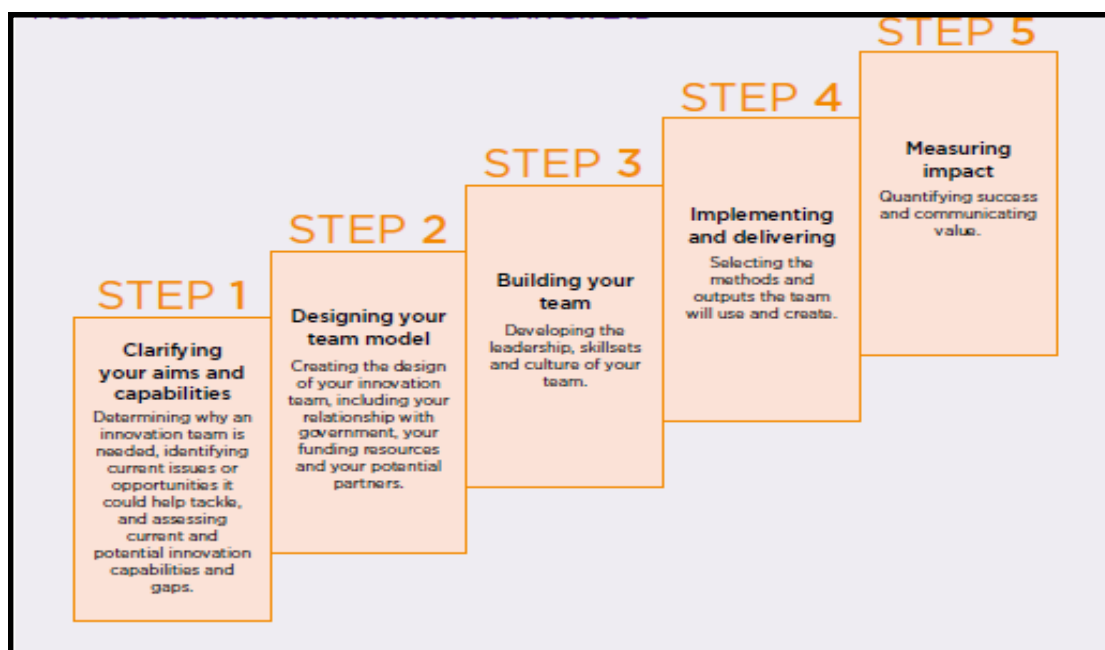 STEP 1
Clarifying
your aims and
capabilities
Determining why an
innovation team is
needed, identifying
current issues or
opportunities it
could help tackle,
and assessing
current and
potential innovation
capabilities and
gaps.
STEP 2
Designing your
team model
Creating the design
of your innovation
team, including your
relationship with
government, your
funding resources
and your potential
partners.
STEP 3
Building your
team
Developing the
leadership, skillsets
and culture of your
team.
STEP 4
Implementing
and delivering
Selecting the
methods and
outputs the team
will use and create.
STEP 5
Measuring
impact
Quantifying success
and communicating
value.